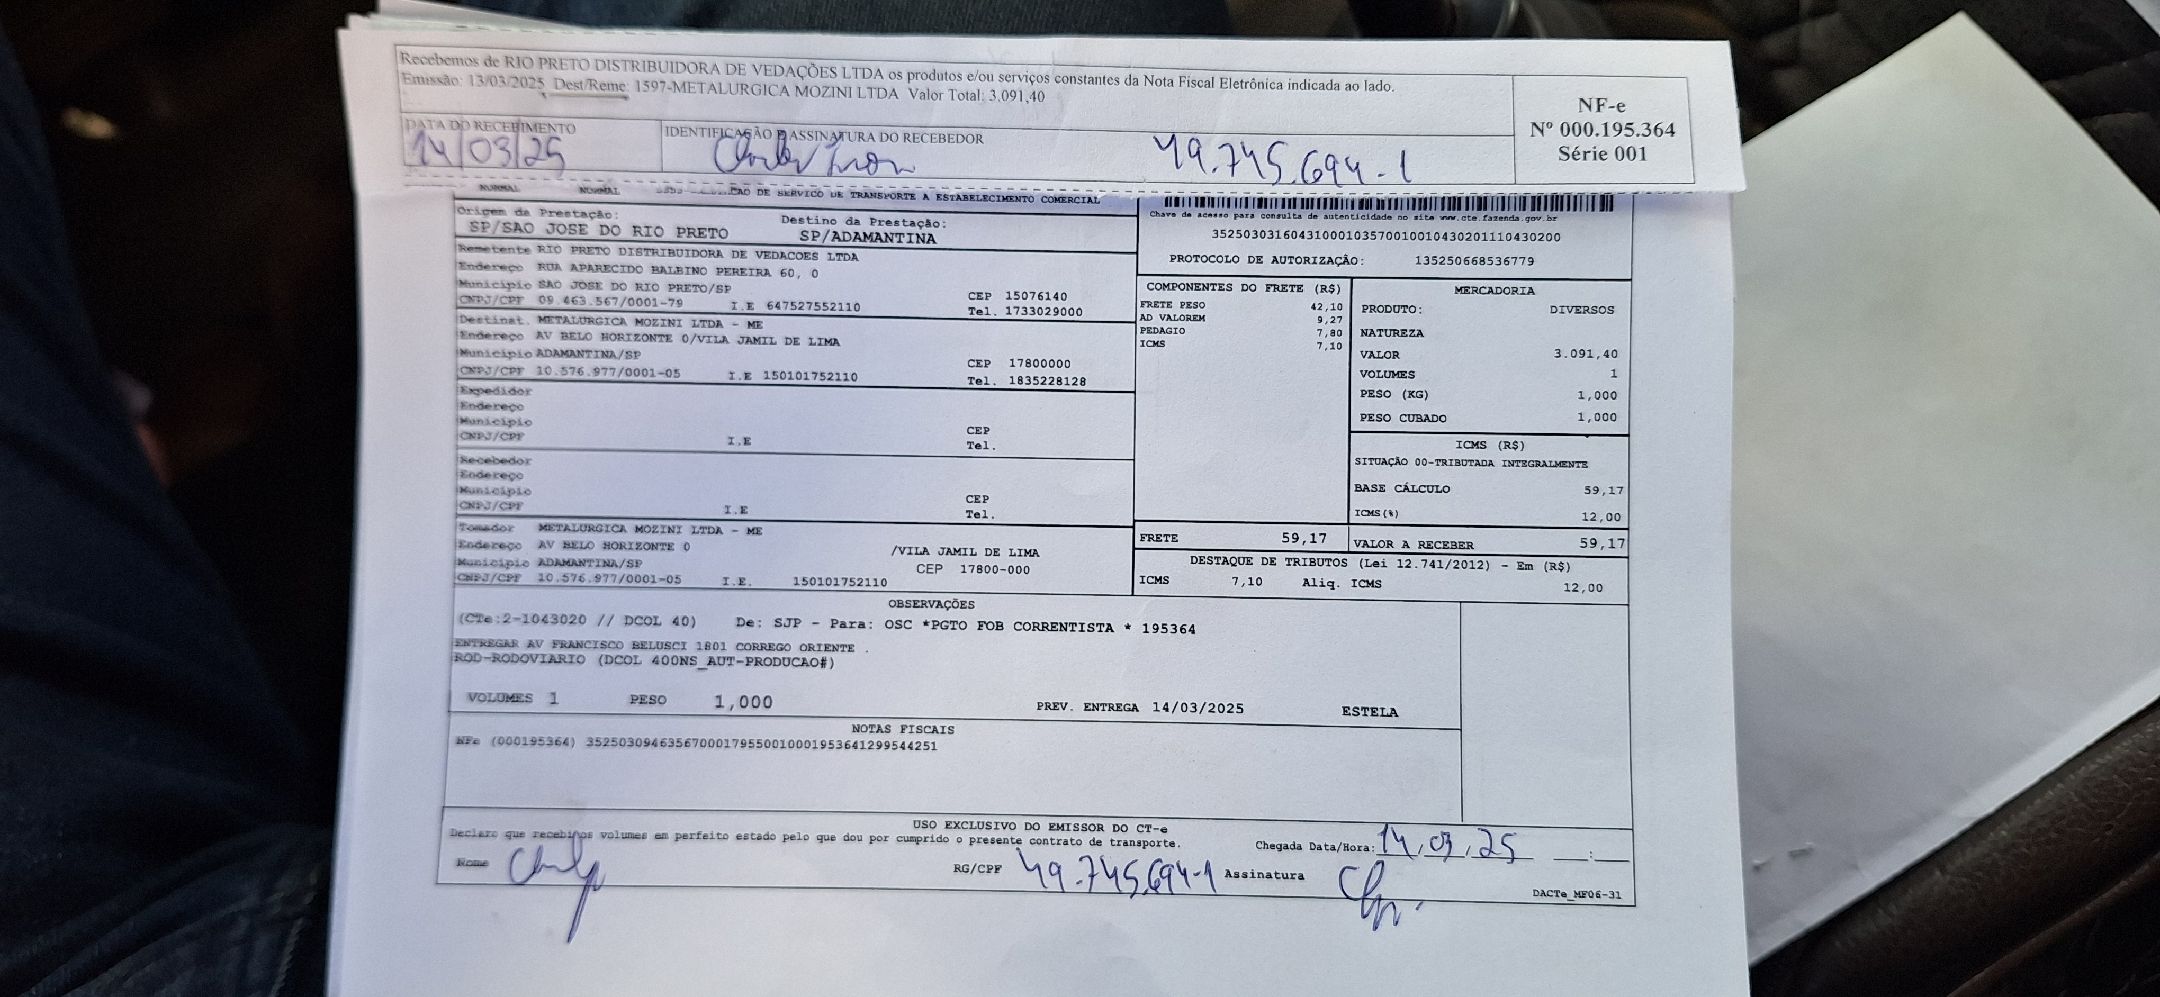 Recebemos de RIO PRETO DISTRIBUIDORA DE VEDAÇÕES LTDA os produtos e/ou serviços constantes da Nota Fiscal Eletrônica indicada ao lado.
Emissão: 13/03/2025 Dest/Reme: 1597-METALURGICA MOZINI LTDA Valor Total: 3,091,40
NF-e
Nº 000.195.364
Série 001
DATA DO RECEBIMENTO
14/03/25
IDENTIFICAÇÃO E ASSINATURA DO RECEBEDOR
49.745.694-1
NORMAL NORMAL CAO DE SERVICO DE TRANSPORTE A ESTABELECIMENTO COMERCIAL
Origem da Prestação: Destino da Prestação:
SP/SAO JOSE DO RIO PRETO SP/ADAMANTINA
Chave de acesso para consulta de autenticidade no site www.cte.fazenda.gov.br
35250303160431000103570010010430201110430200
PROTOCOLO DE AUTORIZAÇÃO: 135250668536779
Remetente RIO PRETO DISTRIBUIDORA DE VEDACOES LTDA
Endereço RUA APARECIDO BALBINO PEREIRA 60, 0
Município SAO JOSE DO RIO PRETO/SP CEP 15076140
CNPJ/CPF 09.463.567/0001-79 I.E 647527552110 Tel. 1733029000
Destinat. METALURGICA MOZINI LTDA - ME
Endereço AV BELO HORIZONTE 0/VILA JAMIL DE LIMA
Município ADAMANTINA/SP CEP 17800000
CNPJ/CPF 10.576.977/0001-05 I.E 150101752110 Tel. 1835228128
Expedidor
Endereço
Município CEP
CNPJ/CPF I.E Tel.
Recebedor
Endereço
Município CEP
CNPJ/CPF I.E Tel.
Tomador METALURGICA MOZINI LTDA - ME
Endereço AV BELO HORIZONTE 0 /VILA JAMIL DE LIMA
Município ADAMANTINA/SP CEP 17800-000
CNPJ/CPF 10.576.977/0001-05 I.E. 150101752110
COMPONENTES DO FRETE (R$)
FRETE PESO 42,10
AD VALOREM 9,27
PEDAGIO 7,80
ICMS 7,10
MERCADORIA
PRODUTO: DIVERSOS
NATUREZA
VALOR 3.091,40
VOLUMES 1
PESO (KG) 1,000
PESO CUBADO 1,000
ICMS (R$)
SITUAÇÃO 00-TRIBUTADA INTEGRALMENTE
BASE CÁLCULO 59,17
ICMS(%) 12,00
FRETE 59,17 VALOR A RECEBER 59,17
DESTAQUE DE TRIBUTOS (Lei 12.741/2012) - Em (R$)
ICMS 7,10 Aliq. ICMS 12,00
OBSERVAÇÕES
(CTe:2-1043020 // DCOL 40) De: SJP - Para: OSC *PGTO FOB CORRENTISTA * 195364
ENTREGAR AV FRANCISCO BELUSCI 1801 CORREGO ORIENTE .
ROD-RODOVIARIO (DCOL 400NS_AUT-PRODUCAO#)
VOLUMES 1 PESO 1,000 PREV. ENTREGA 14/03/2025 ESTELA
NOTAS FISCAIS
NFe (000195364) 35250309463567000179550010001953641299544251
USO EXCLUSIVO DO EMISSOR DO CT-e
Declaro que recebi os volumes em perfeito estado pelo que dou por cumprido o presente contrato de transporte. Chegada Data/Hora: 14,03,25 __:__
Nome RG/CPF 49.745.694-1 Assinatura
DACTe_MF06-31